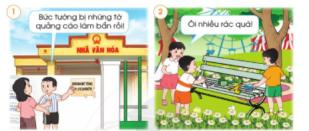 1
Bức tường bị những tờ
quảng cáo làm bẩn rồi!
NHÀ VĂN HÓA
2
Ôi nhiều rác quá!